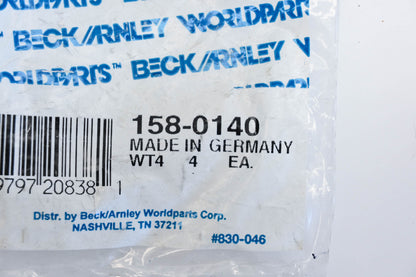 BECK/ARNLEY WORLDPARTS
WORLDPARTS™ BECK/ARNLEY W
WORLDPARTS
158-0140
MADE IN GERMANY
WT4 4 EA.
9797 20838 1
Distr. by Beck/Arnley Worldparts Corp.
NASHVILLE, TN 37211
#830-046